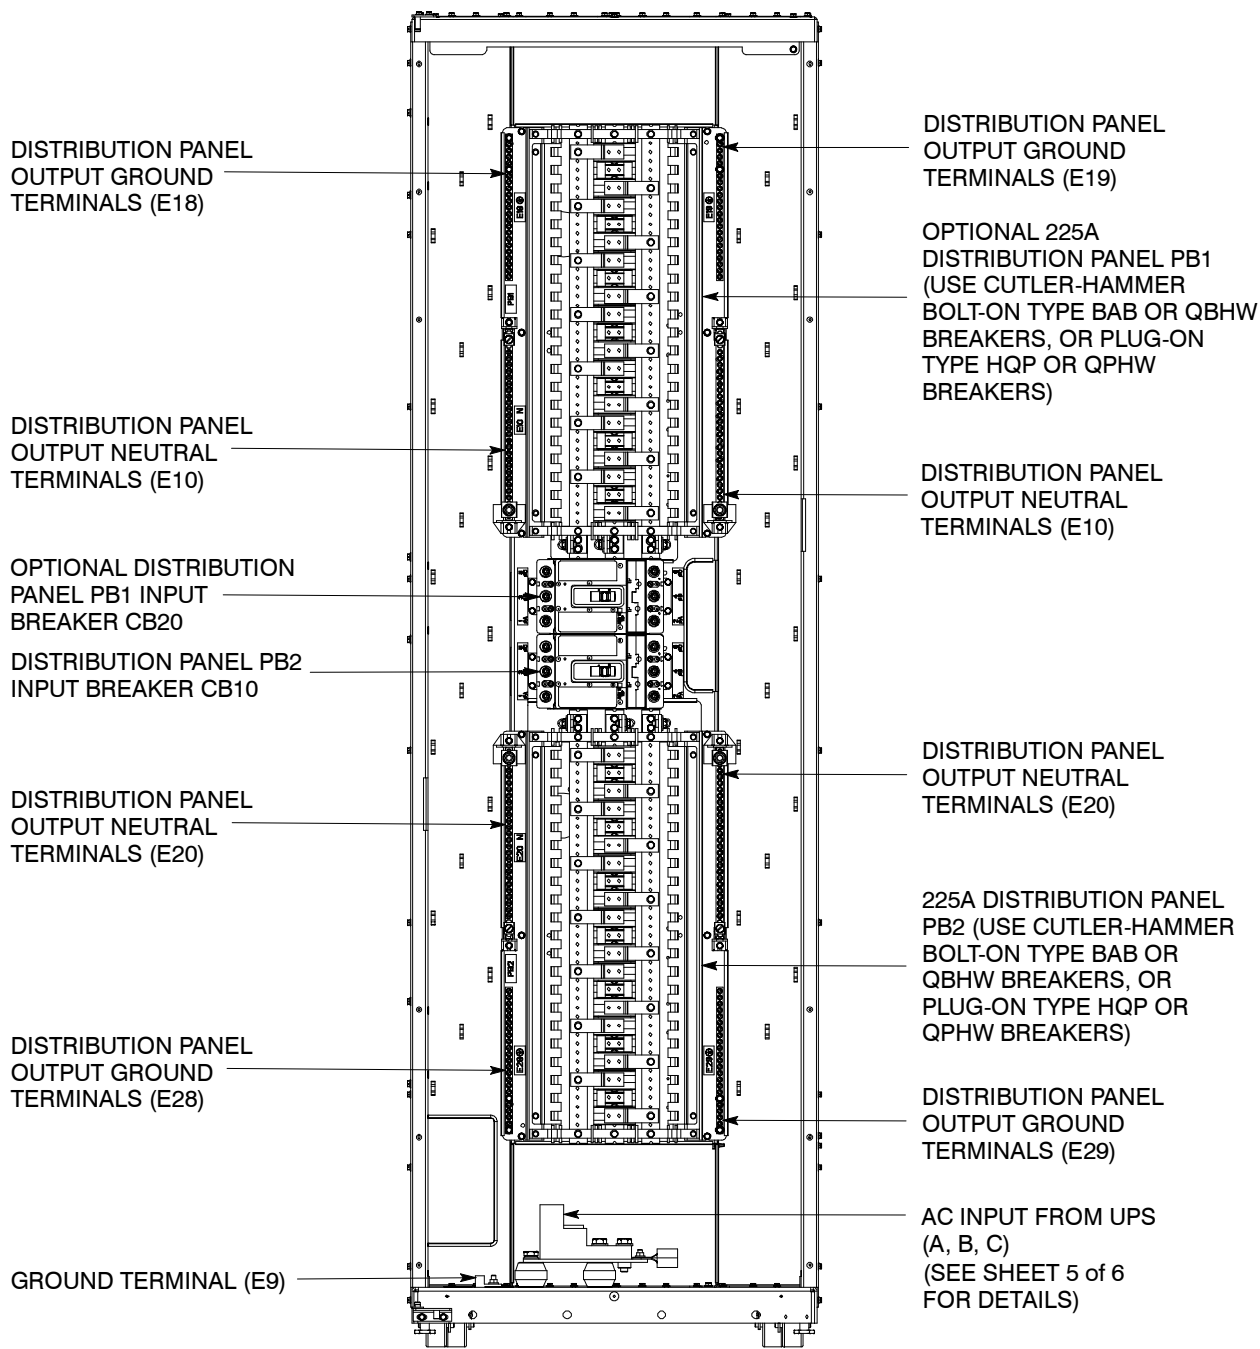 DISTRIBUTION PANEL
OUTPUT GROUND
TERMINALS (E18)
DISTRIBUTION PANEL
OUTPUT NEUTRAL
TERMINALS (E10)
OPTIONAL DISTRIBUTION
PANEL PB1 INPUT
BREAKER CB20
DISTRIBUTION PANEL PB2
INPUT BREAKER CB10
DISTRIBUTION PANEL
OUTPUT NEUTRAL
TERMINALS (E20)
DISTRIBUTION PANEL
OUTPUT GROUND
TERMINALS (E28)
GROUND TERMINAL (E9)
PB1
E10 N
E20 N
PB2
DISTRIBUTION PANEL
OUTPUT GROUND
TERMINALS (E19)
OPTIONAL 225A
DISTRIBUTION PANEL PB1
(USE CUTLER-HAMMER
BOLT-ON TYPE BAB OR QBHW
BREAKERS, OR PLUG-ON
TYPE HQP OR QPHW
BREAKERS)
DISTRIBUTION PANEL
OUTPUT NEUTRAL
TERMINALS (E10)
DISTRIBUTION PANEL
OUTPUT NEUTRAL
TERMINALS (E20)
225A DISTRIBUTION PANEL
PB2 (USE CUTLER-HAMMER
BOLT-ON TYPE BAB OR
QBHW BREAKERS, OR
PLUG-ON TYPE HQP OR
QPHW BREAKERS)
DISTRIBUTION PANEL
OUTPUT GROUND
TERMINALS (E29)
AC INPUT FROM UPS
(A, B, C)
(SEE SHEET 5 of 6
FOR DETAILS)